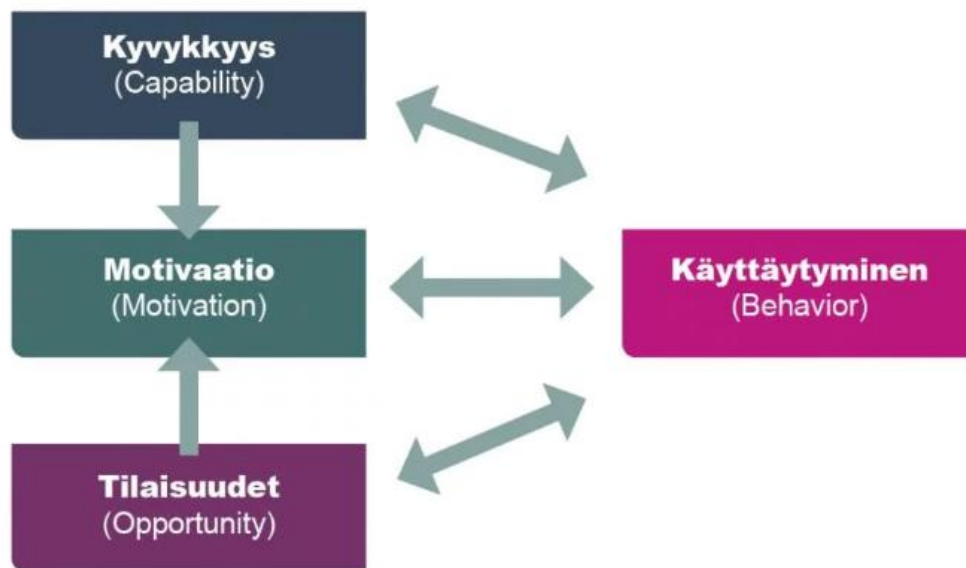 Kyvykkyys
(Capability)
Motivaatio
(Motivation)
Käyttäytyminen
(Behavior)
Tilaisuudet
(Opportunity)